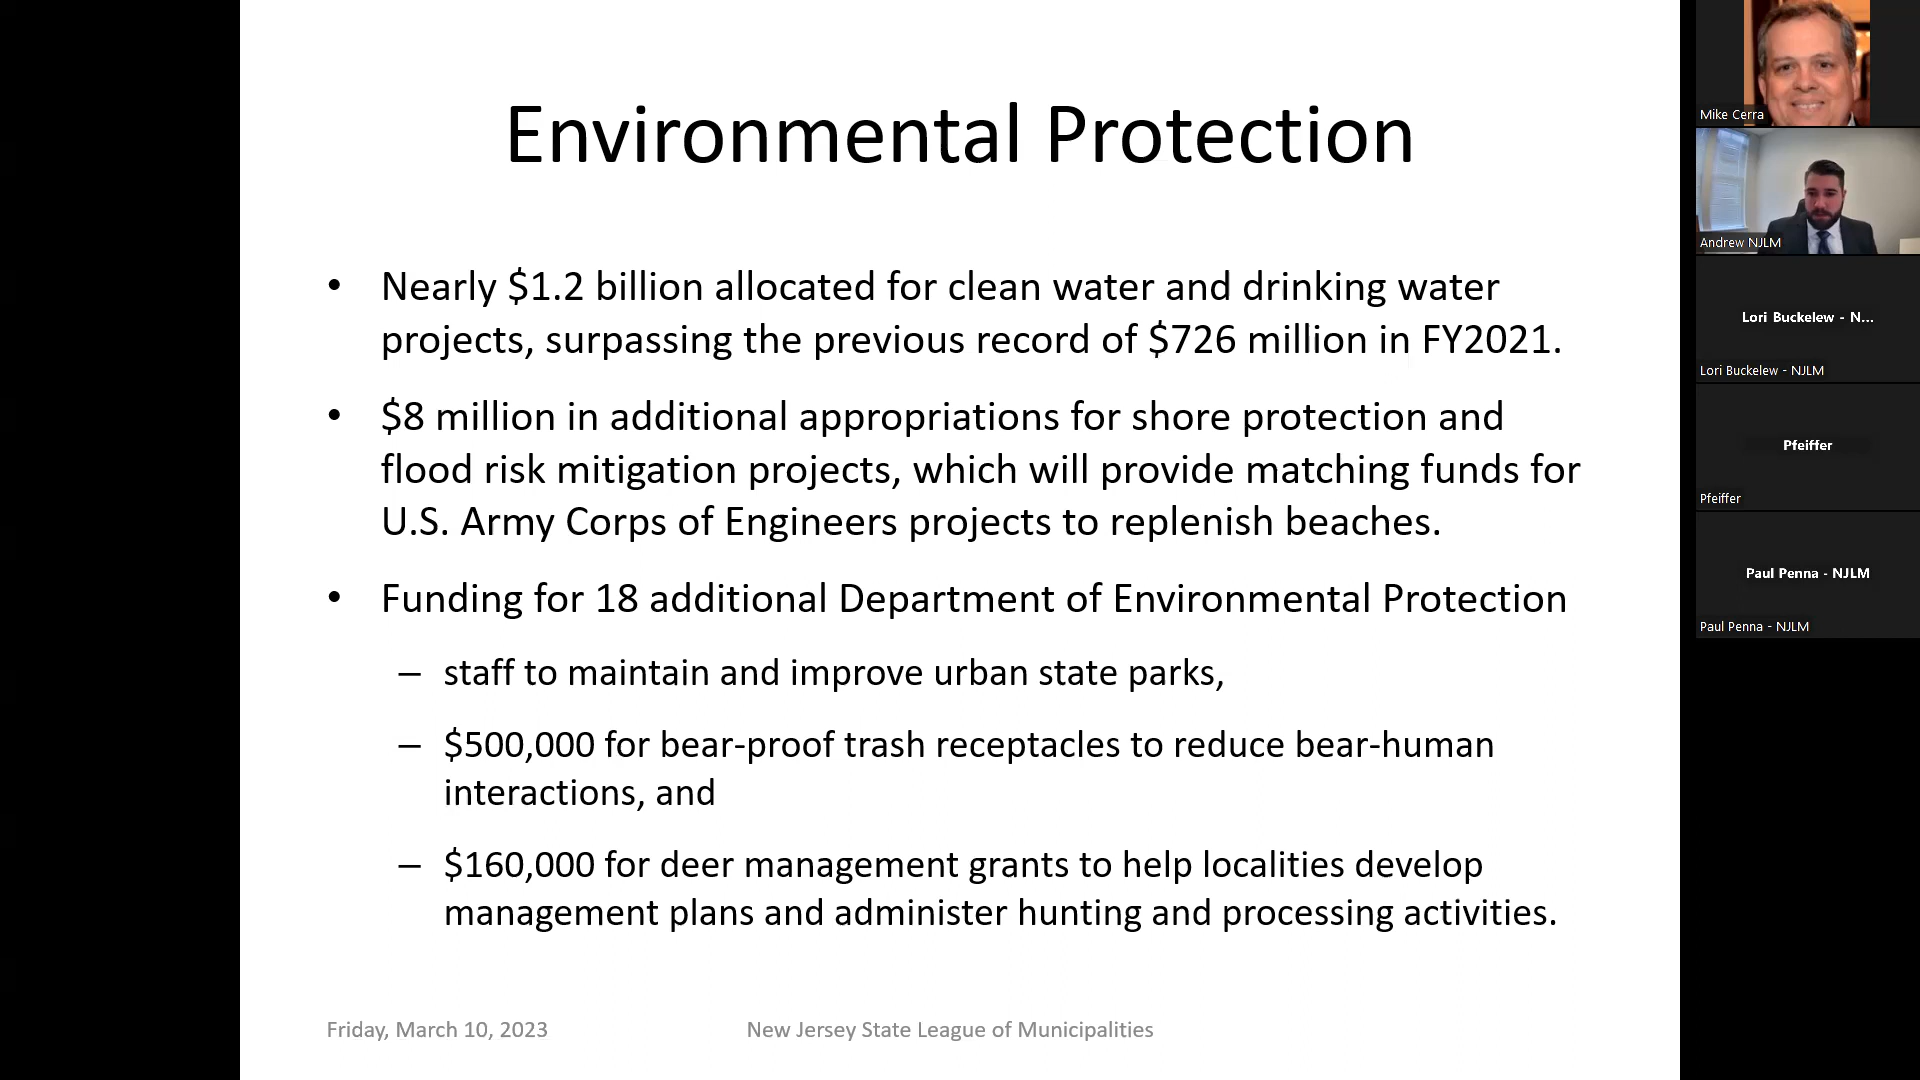 Environmental Protection
• Nearly $1.2 billion allocated for clean water and drinking water
projects, surpassing the previous record of $726 million in FY2021.
• $8 million in additional appropriations for shore protection and
flood risk mitigation projects, which will provide matching funds for
U.S. Army Corps of Engineers projects to replenish beaches.
• Funding for 18 additional Department of Environmental Protection
– staff to maintain and improve urban state parks,
– $500,000 for bear-proof trash receptacles to reduce bear-human
interactions, and
– $160,000 for deer management grants to help localities develop
management plans and administer hunting and processing activities.
Friday, March 10, 2023
New Jersey State League of Municipalities
Mike Cerra
Andrew NJLM
Lori Buckelew - N...
Lori Buckelew - NJLM
Pfeiffer
Pfeiffer
Paul Penna - NJLM
Paul Penna - NJLM